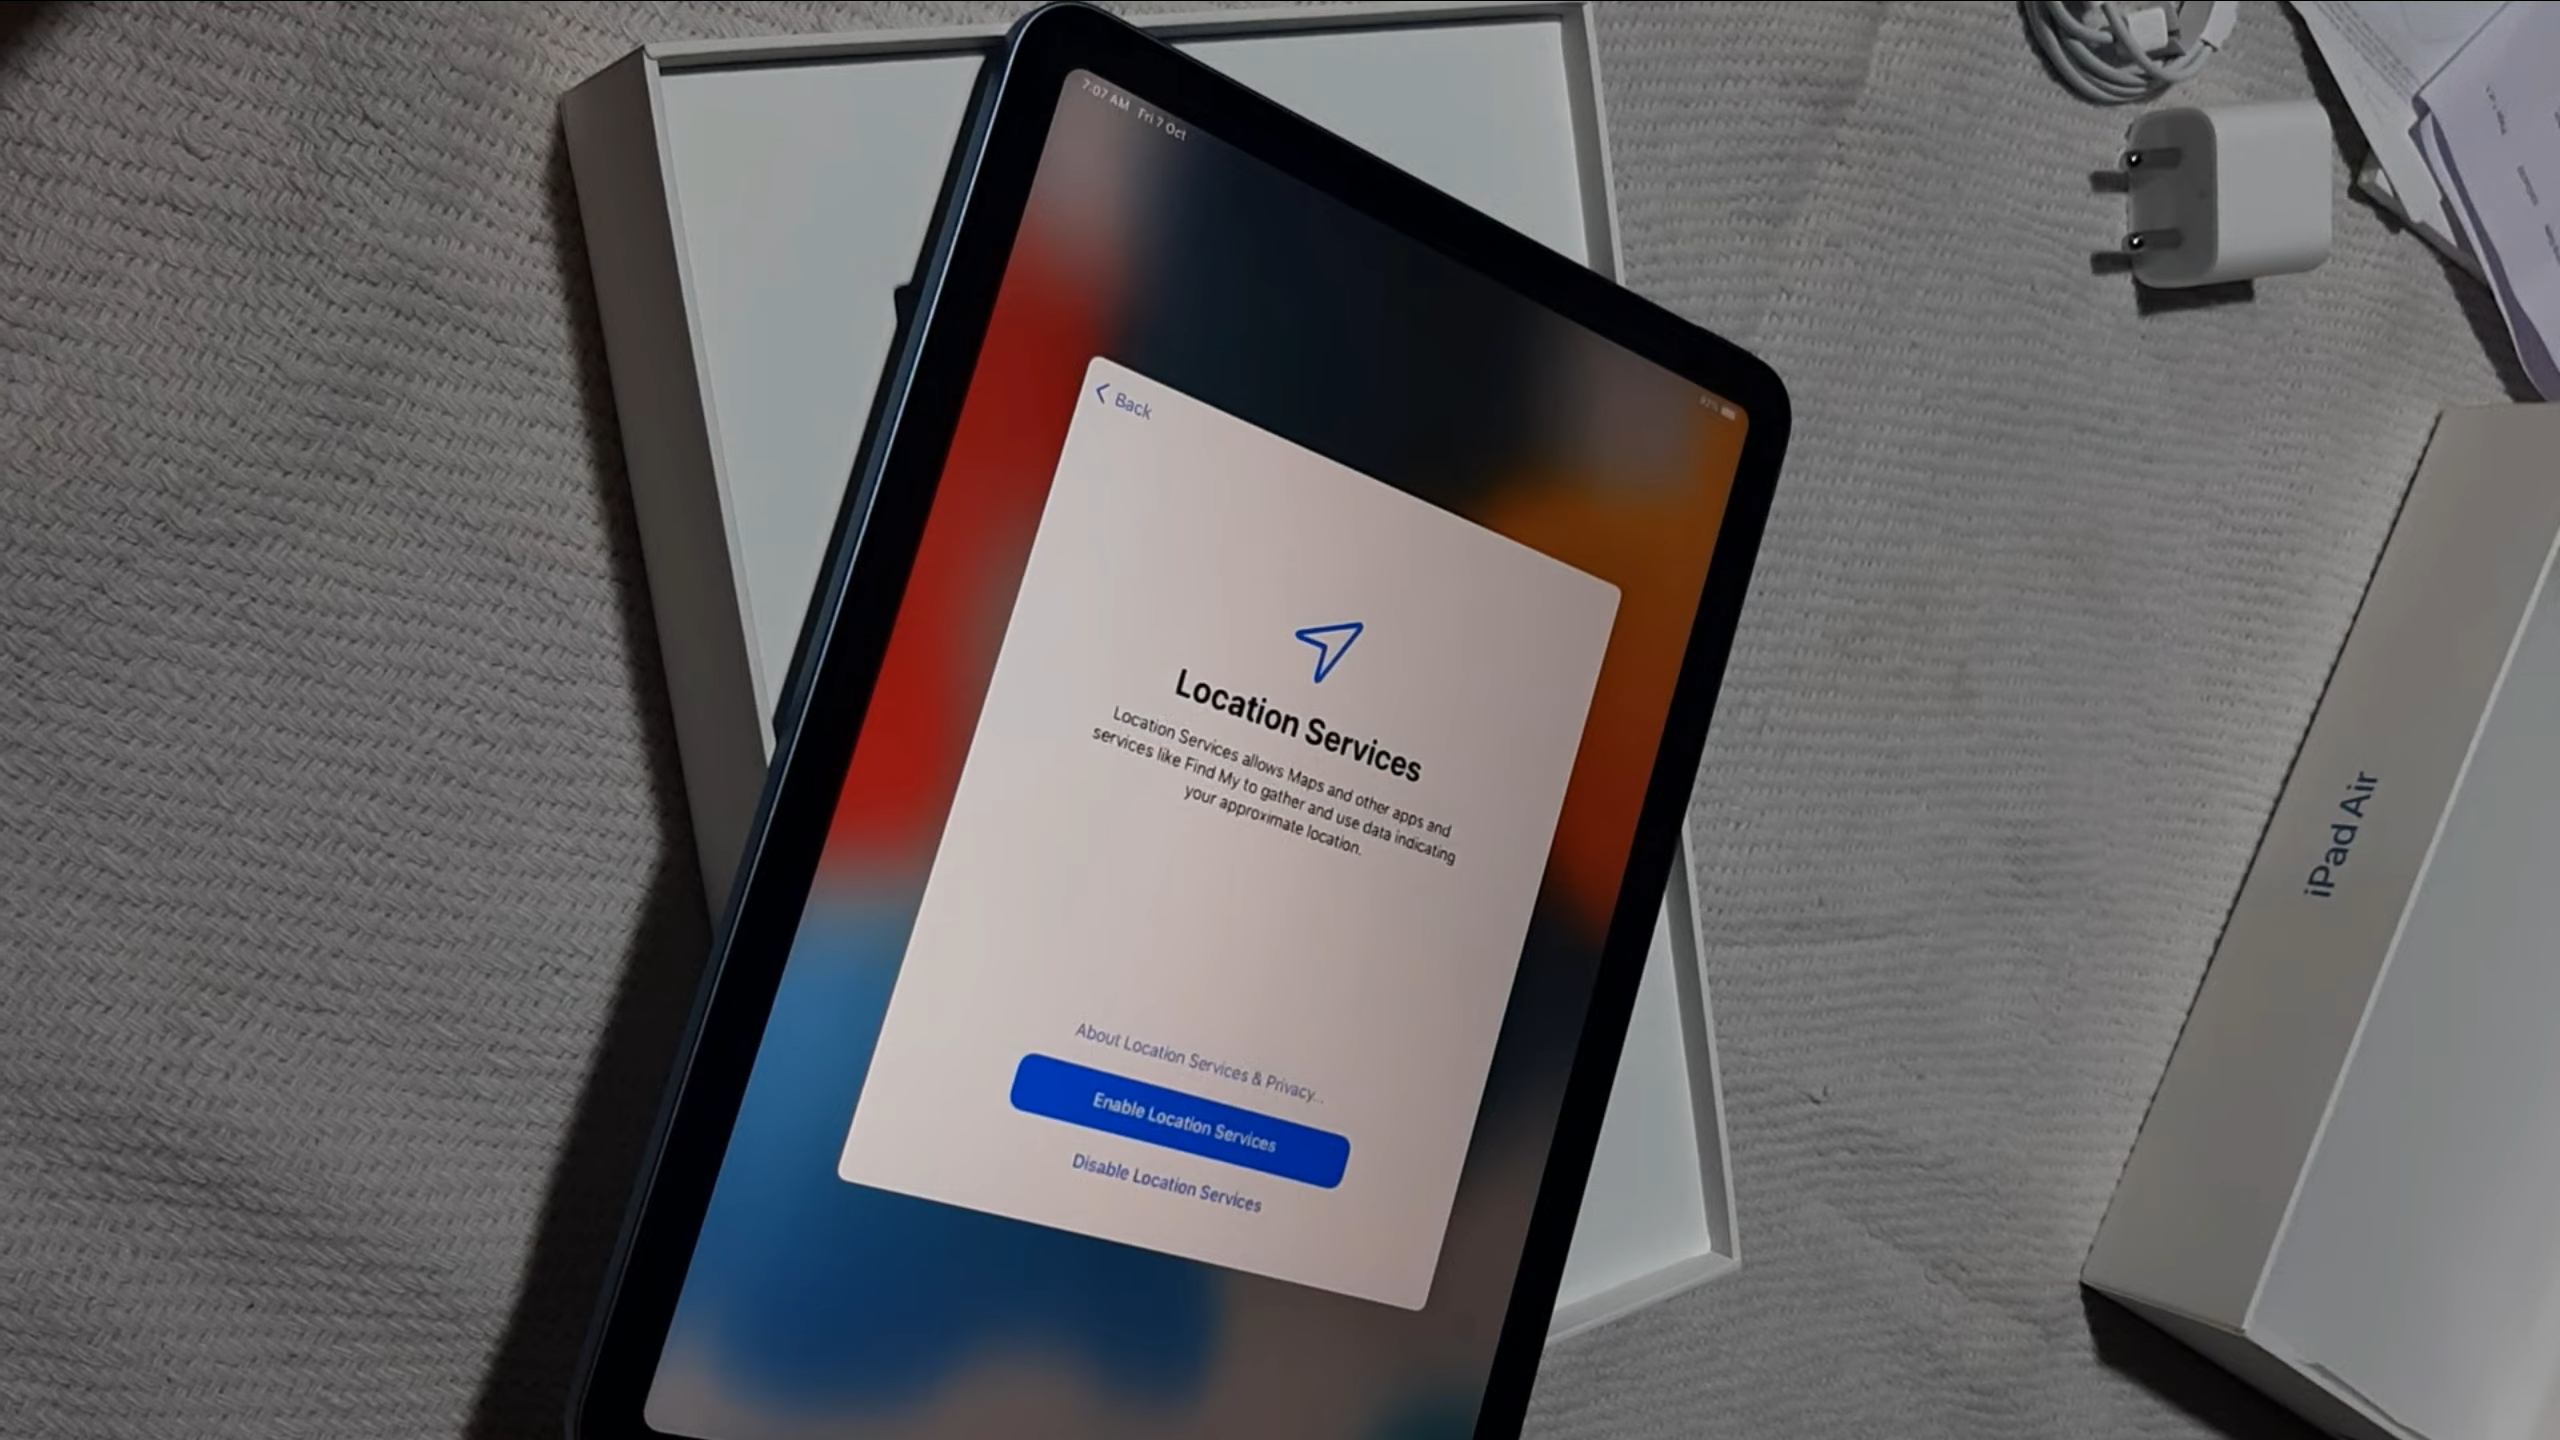 7:07 AM Fri 7 Oct
Back
Location Services
Location Services allows Maps and other apps and
services like Find My to gather and use data indicating
your approximate location.
About Location Services & Privacy...
Enable Location Services
Disable Location Services
iPad Air